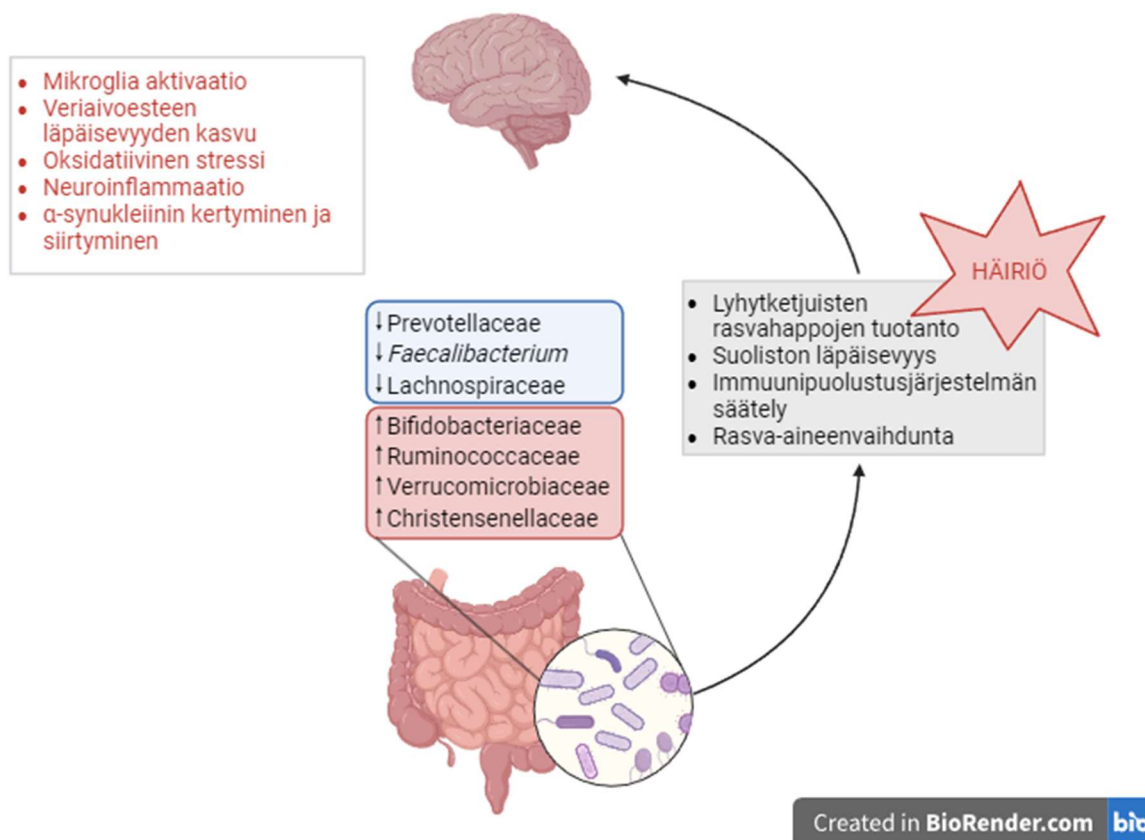 • Mikroglia aktivaatio
• Veriaivoesteen
läpäisevyyden kasvu
• Oksidatiivinen stressi
• Neuroinflammaatio
• α-synukleiinin kertyminen ja
siirtyminen
HÄIRIÖ
• Lyhytketjuisten
rasvahappojen tuotanto
• Suoliston läpäisevyys
• Immuunipuolustusjärjestelmän
säätely
• Rasva-aineenvaihdunta
↓ Prevotellaceae
↓ Faecalibacterium
↓ Lachnospiraceae
↑ Bifidobacteriaceae
↑ Ruminococcaceae
↑ Verrucomicrobiaceae
↑ Christensenellaceae
Created in BioRender.com bio